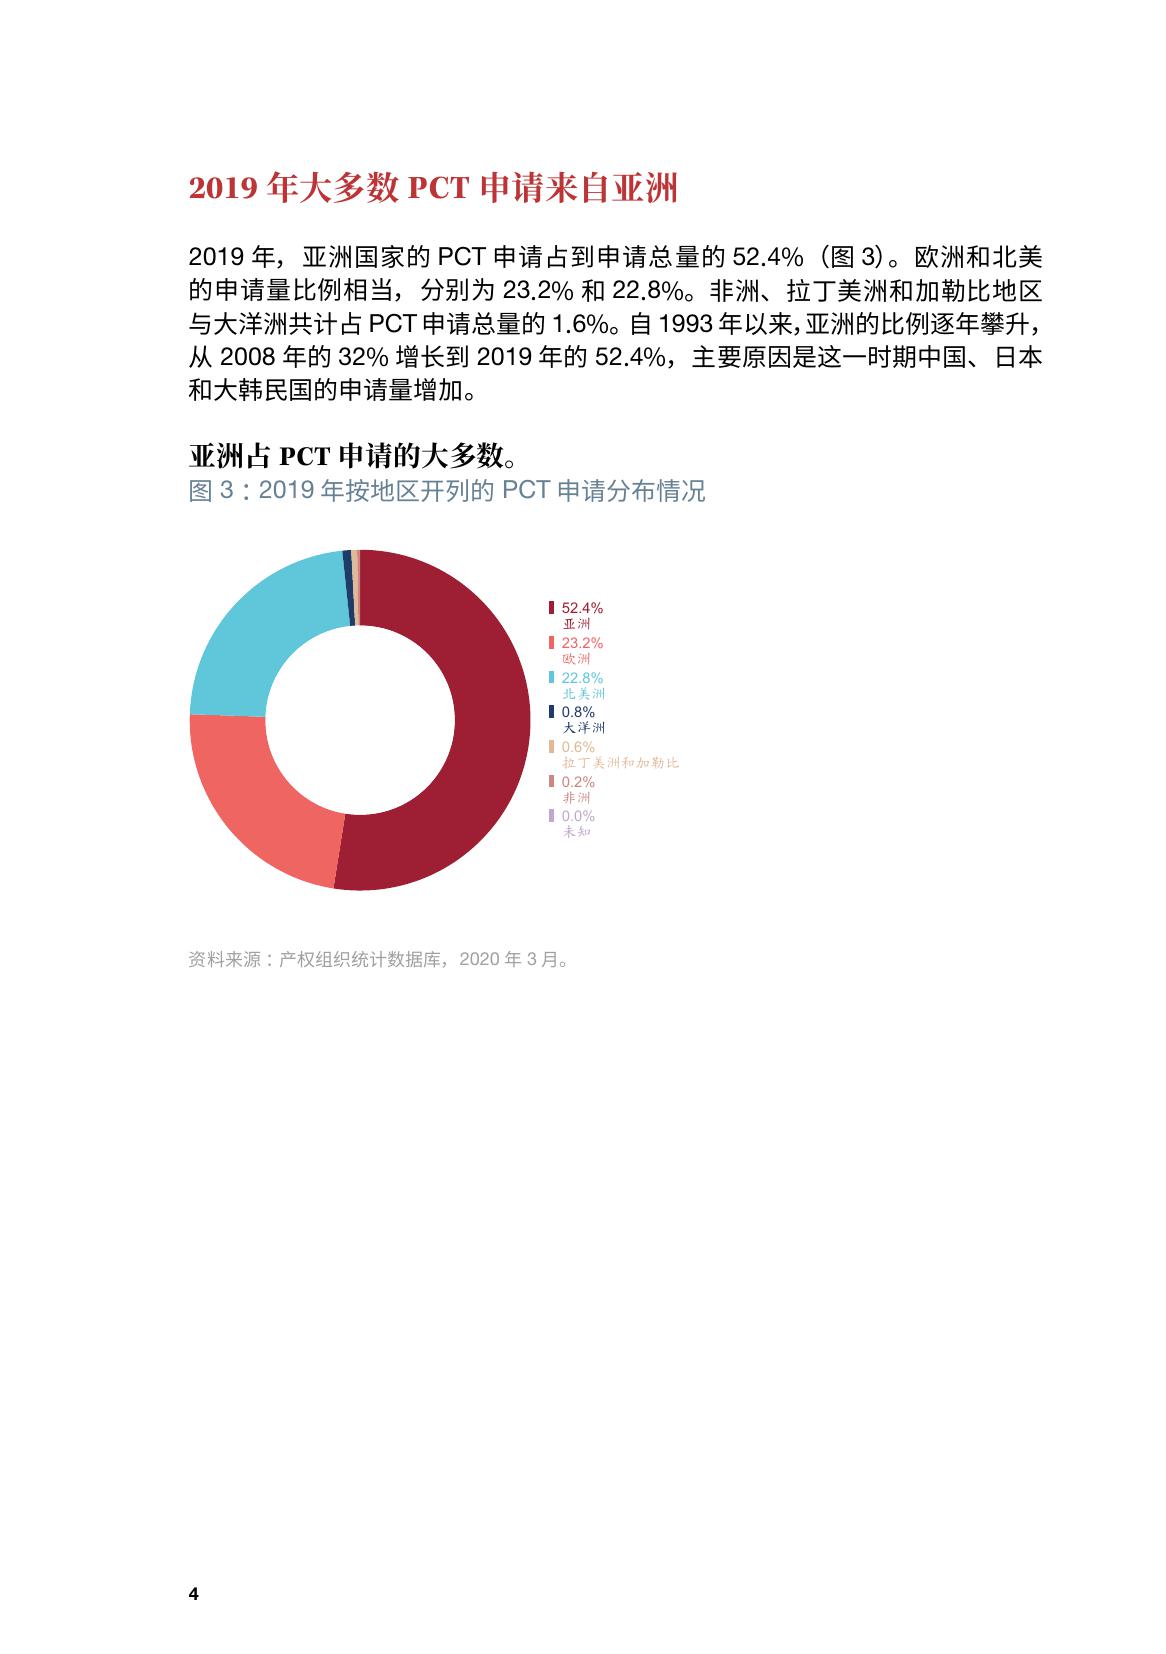 2019 年大多数 PCT 申请来自亚洲
2019 年，亚洲国家的 PCT 申请占到申请总量的 52.4%（图 3）。欧洲和北美
的申请量比例相当，分别为 23.2% 和 22.8%。非洲、拉丁美洲和加勒比地区
与大洋洲共计占 PCT 申请总量的 1.6%。自 1993 年以来，亚洲的比例逐年攀升，
从 2008 年的 32% 增长到 2019 年的 52.4%，主要原因是这一时期中国、日本
和大韩民国的申请量增加。
亚洲占 PCT 申请的大多数。
图 3：2019 年按地区开列的 PCT 申请分布情况
52.4%
亚洲
23.2%
欧洲
22.8%
北美洲
0.8%
大洋洲
0.6%
拉丁美洲和加勒比
0.2%
非洲
0.0%
未知
资料来源：产权组织统计数据库，2020 年 3 月。
4